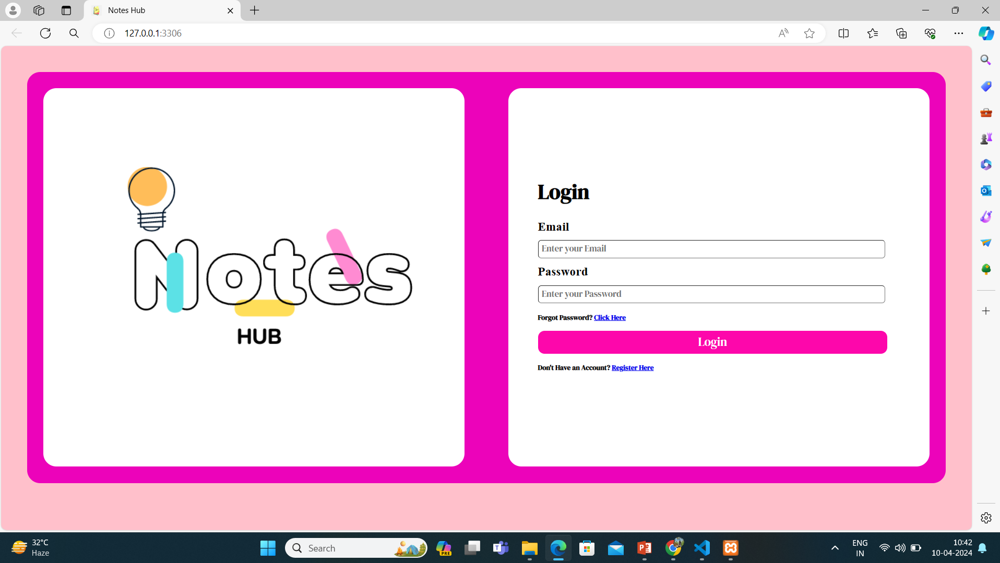 Notes Hub
127.0.0.1:3306
Notes
HUB
Login
Email
Enter your Email
Password
Enter your Password
Forgot Password? Click Here
Login
Don't Have an Account? Register Here
32°C
Haze
Search
PRE
ENG
IN
10:42
10-04-2024